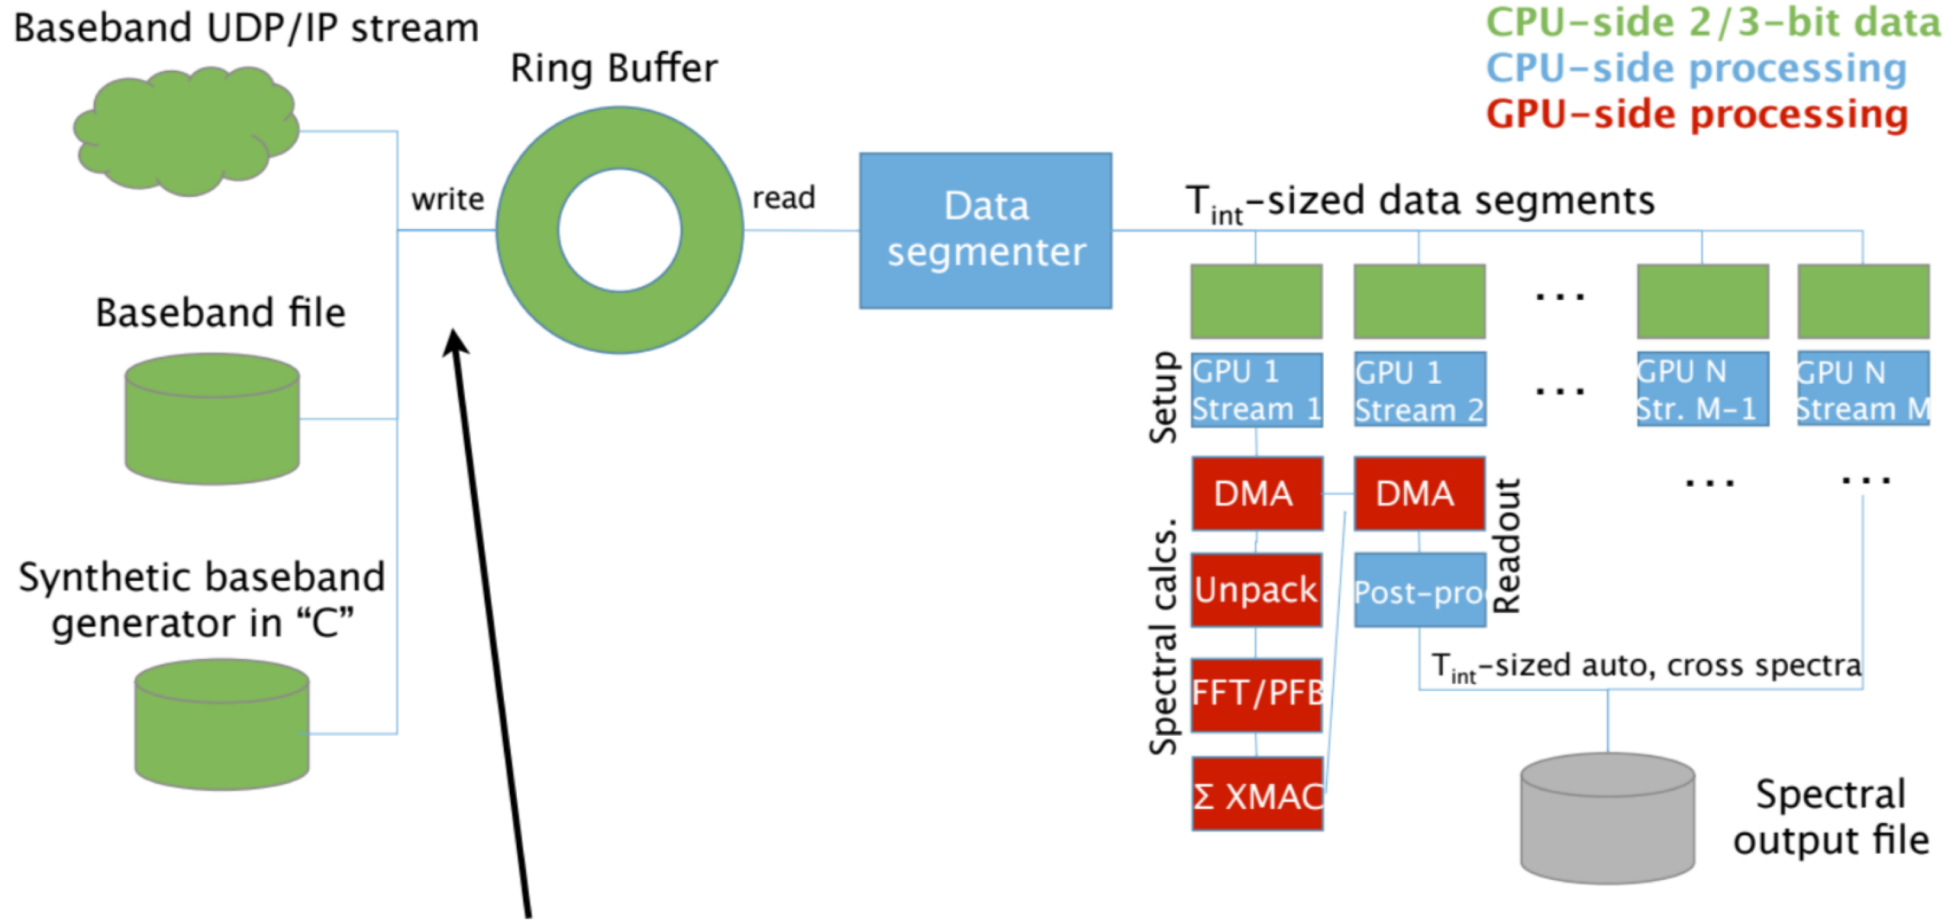 Baseband UDP/IP stream
Ring Buffer
CPU-side 2/3-bit data
CPU-side processing
GPU-side processing
write
read
Data
segmenter
Tint-sized data segments
Baseband file
Setup
GPU 1
Stream 1
GPU 1
Stream 2
...
...
GPU N
Str. M-1
GPU N
Stream M
Spectral calcs.
DMA
DMA
...
...
Readout
Unpack
Post-pro
Synthetic baseband
generator in “C”
FFT/PFB
Σ XMAC
Tint-sized auto, cross spectra
Spectral
output file